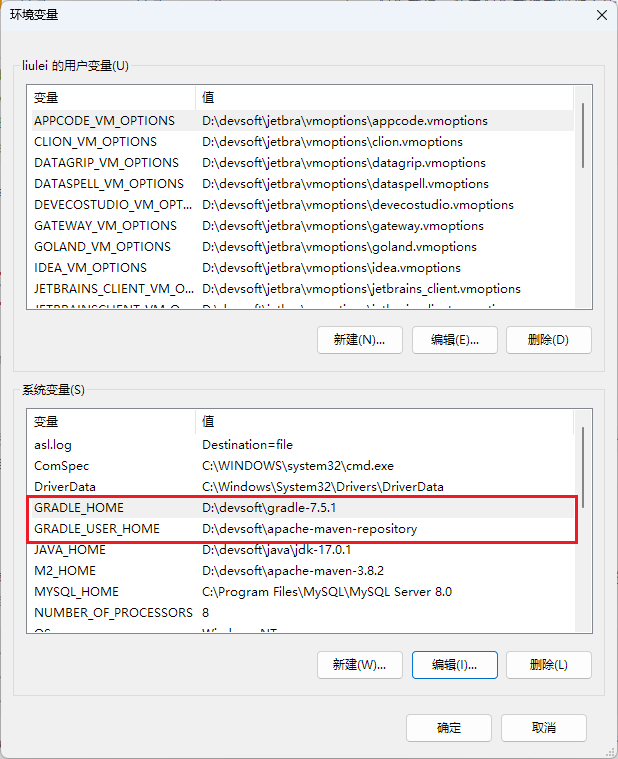 环境变量
liulei 的用户变量(U)
变量 值
APPCODE_VM_OPTIONS D:\devsoft\jetbra\vmoptions\appcode.vmoptions
CLION_VM_OPTIONS D:\devsoft\jetbra\vmoptions\clion.vmoptions
DATAGRIP_VM_OPTIONS D:\devsoft\jetbra\vmoptions\datagrip.vmoptions
DATASPELL_VM_OPTIONS D:\devsoft\jetbra\vmoptions\dataspell.vmoptions
DEVECOSTUDIO_VM_OPT... D:\devsoft\jetbra\vmoptions\devecostudio.vmoptions
GATEWAY_VM_OPTIONS D:\devsoft\jetbra\vmoptions\gateway.vmoptions
GOLAND_VM_OPTIONS D:\devsoft\jetbra\vmoptions\goland.vmoptions
IDEA_VM_OPTIONS D:\devsoft\jetbra\vmoptions\idea.vmoptions
JETBRAINS_CLIENT_VM_O... D:\devsoft\jetbra\vmoptions\jetbrains_client.vmoptions
新建(N)... 编辑(E)... 删除(D)
系统变量(S)
变量 值
asl.log Destination=file
ComSpec C:\WINDOWS\system32\cmd.exe
DriverData C:\Windows\System32\Drivers\DriverData
GRADLE_HOME D:\devsoft\gradle-7.5.1
GRADLE_USER_HOME D:\devsoft\apache-maven-repository
JAVA_HOME D:\devsoft\java\jdk-17.0.1
M2_HOME D:\devsoft\apache-maven-3.8.2
MYSQL_HOME C:\Program Files\MySQL\MySQL Server 8.0
NUMBER_OF_PROCESSORS 8
OS Windows_NT
新建(W)... 编辑(I)... 删除(L)
确定 取消